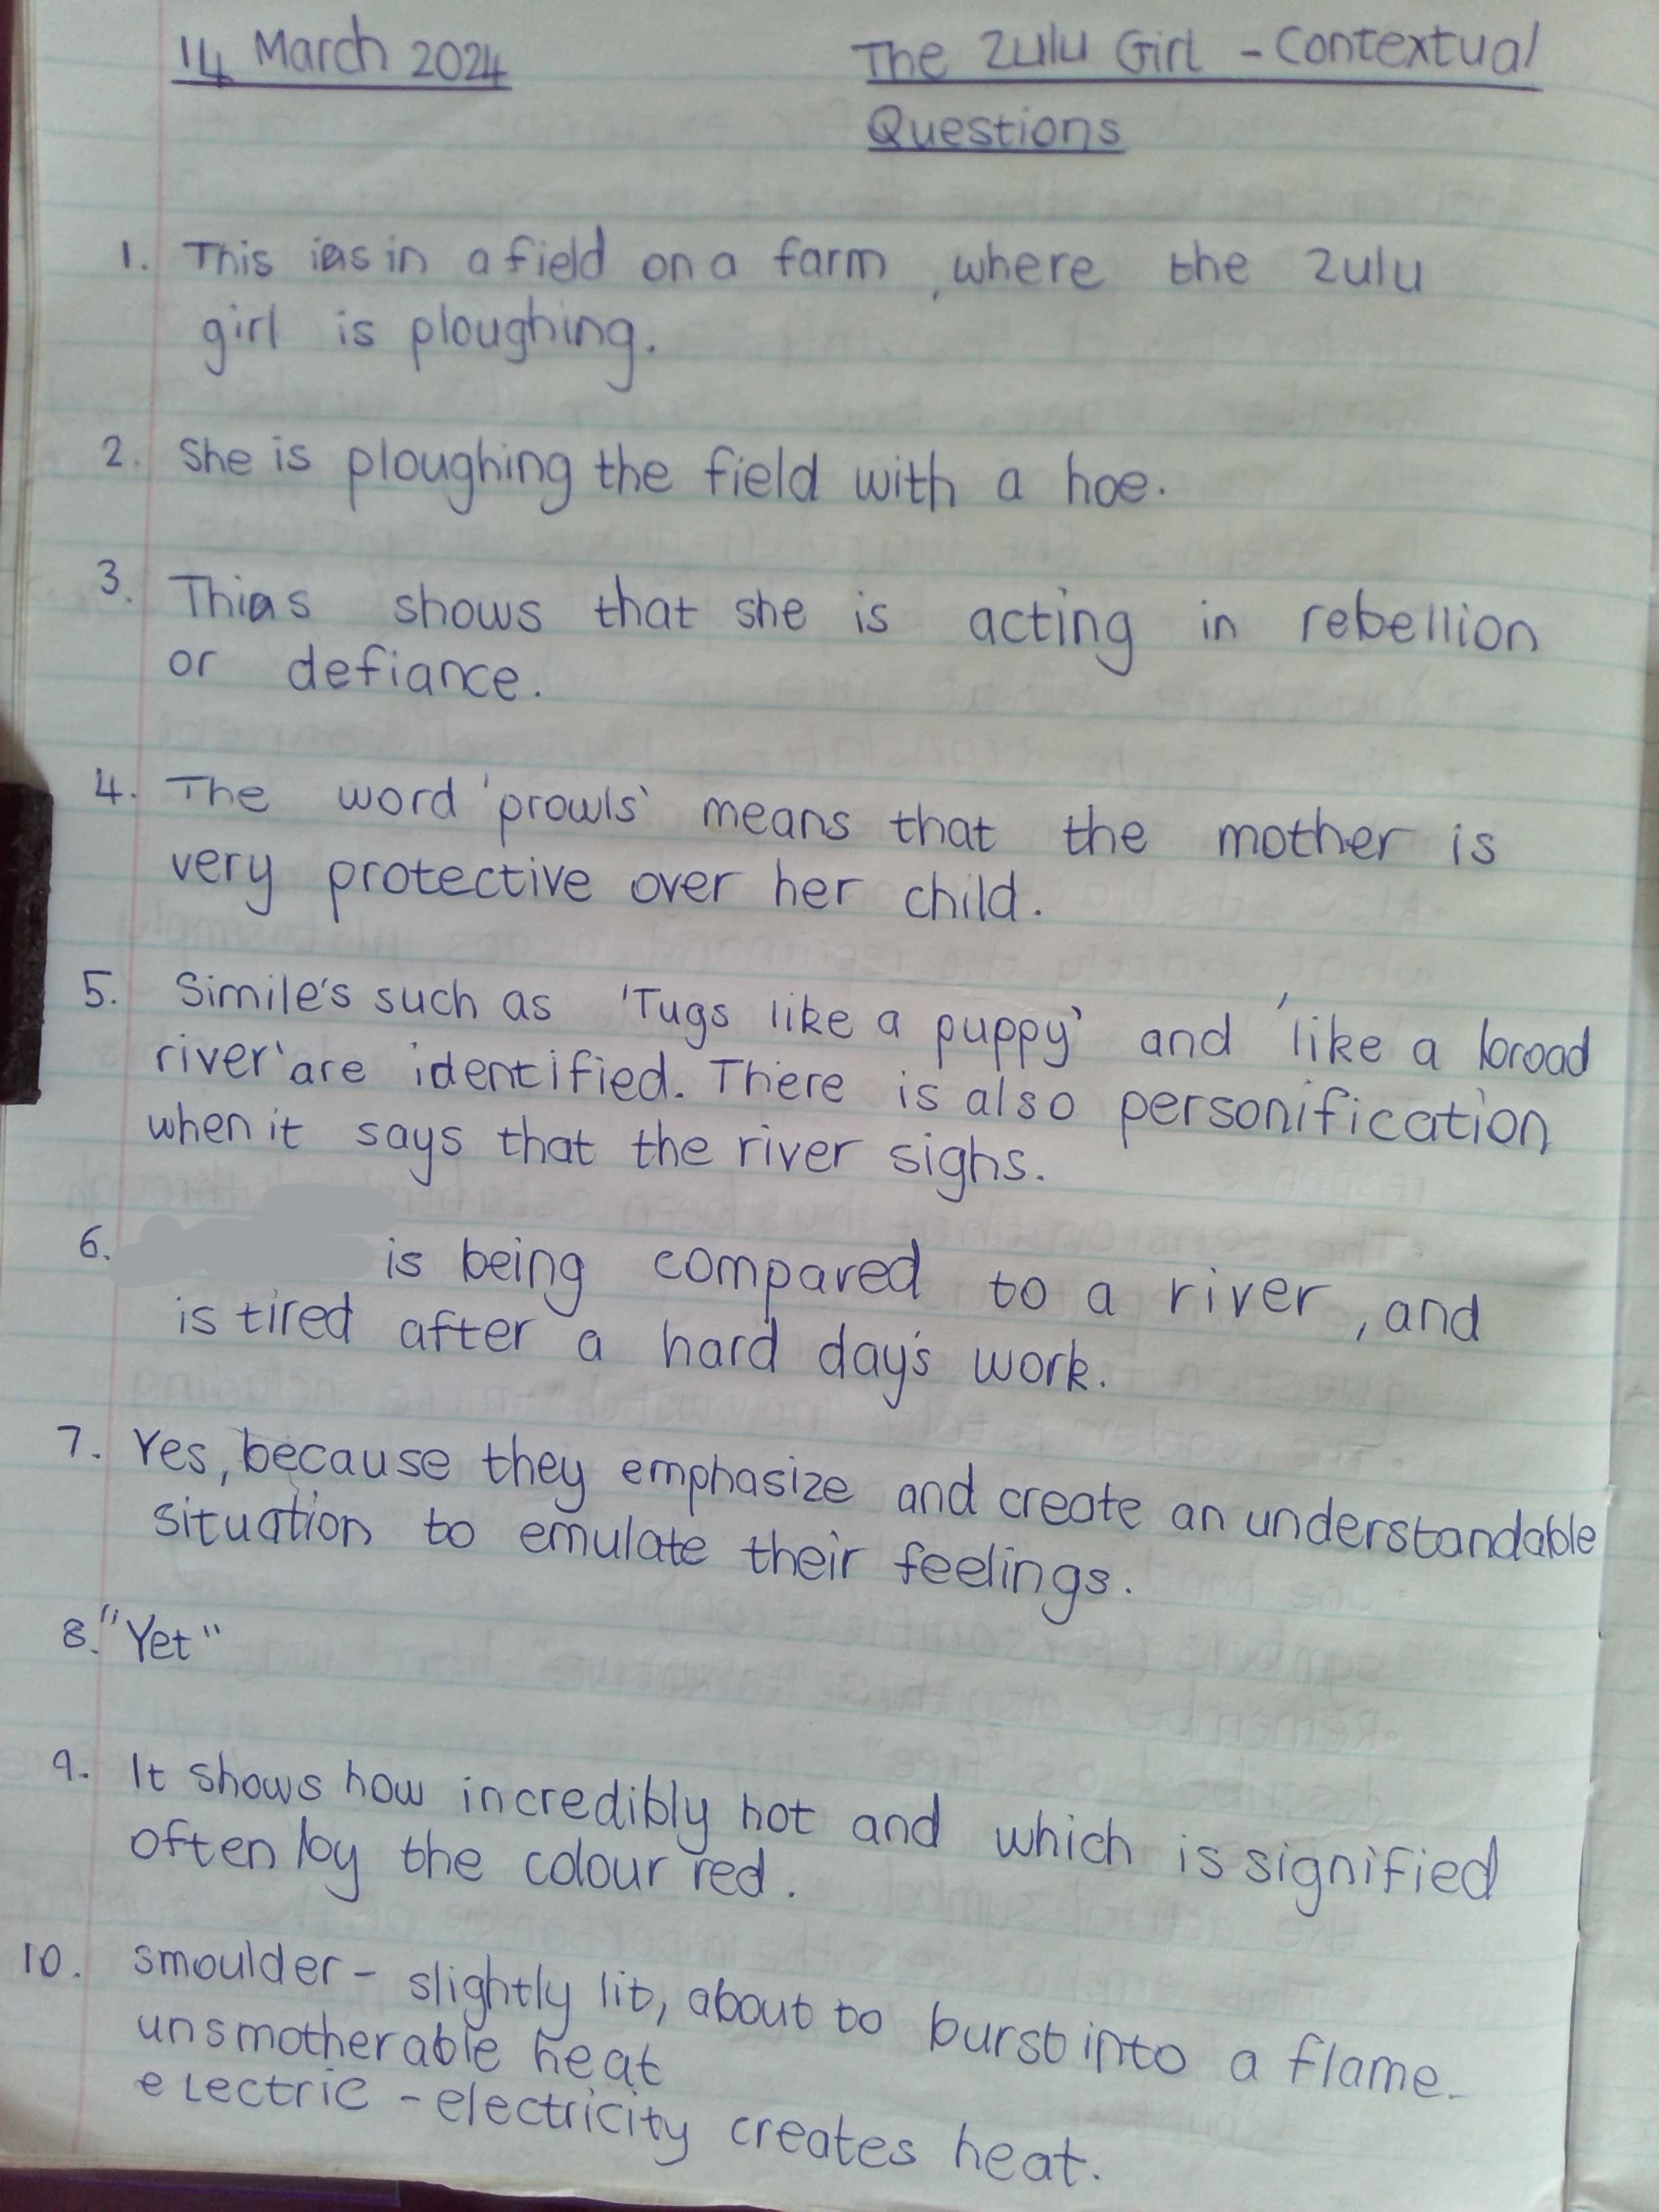 14 March 2024
The Zulu Girl - Contextual
Questions
1. This is in a field on a farm, where the Zulu
girl is ploughing.
2. She is ploughing the field with a hoe.
3. This shows that she is acting in rebellion
or defiance.
4. The word 'prowls' means that the mother is
very protective over her child.
5. Simile's such as 'Tugs like a puppy' and 'like a broad
river' are identified. There is also personification
when it says that the river sighs.
6. is being compared to a river, and
is tired after a hard day's work.
7. Yes, because they emphasize and create an understandable
situation to emulate their feelings.
8. "Yet"
9. It shows how incredibly hot and which is signified
often by the colour red.
10. smoulder - slightly lit, about to burst into a flame.
unsmotherable heat
electric - electricity creates heat.